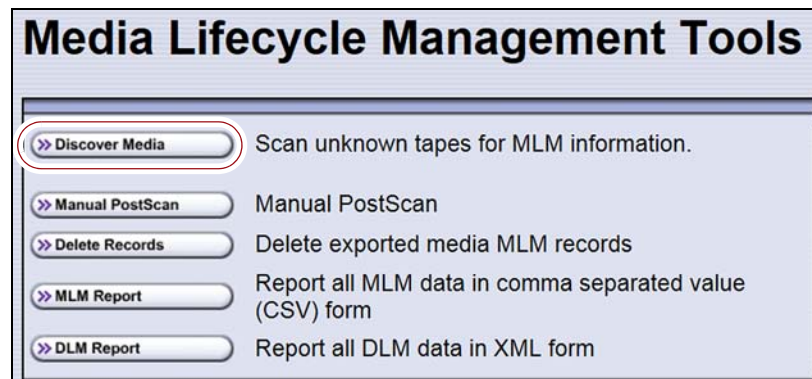 Media Lifecycle Management Tools
>> Discover Media Scan unknown tapes for MLM information.
>> Manual PostScan Manual PostScan
>> Delete Records Delete exported media MLM records
>> MLM Report Report all MLM data in comma separated value
(CSV) form
>> DLM Report Report all DLM data in XML form